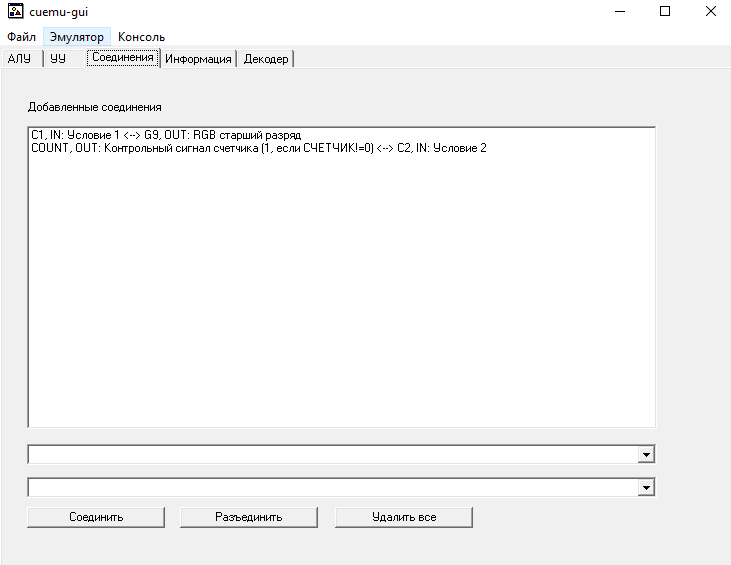 cuemu-gui
Файл Эмулятор Консоль
АЛУ УУ Соединения Информация Декодер
Добавленные соединения
C1, IN: Условие 1 <--> G9, OUT: RGB старший разряд
COUNT, OUT: Контрольный сигнал счетчика (1, если СЧЕТЧИК!=0) <--> C2, IN: Условие 2
Соединить Разъединить Удалить все